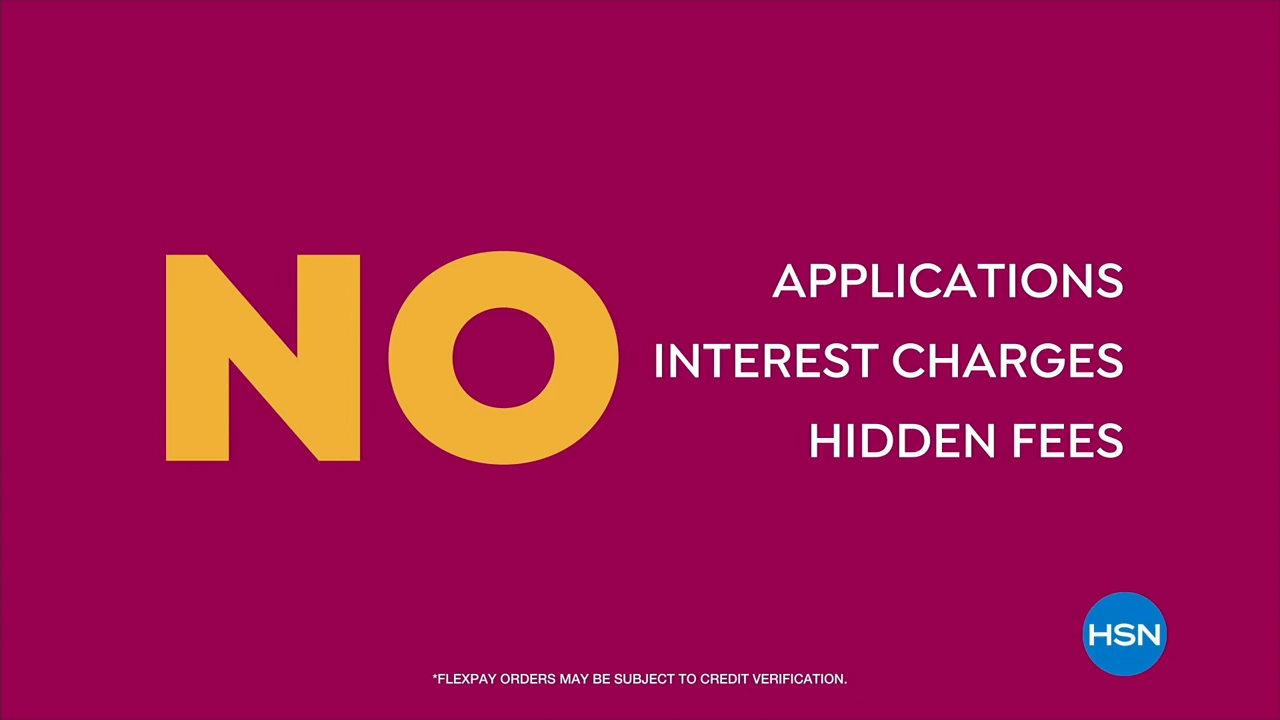 NO
APPLICATIONS
INTEREST CHARGES
HIDDEN FEES
HSN
*FLEXPAY ORDERS MAY BE SUBJECT TO CREDIT VERIFICATION.